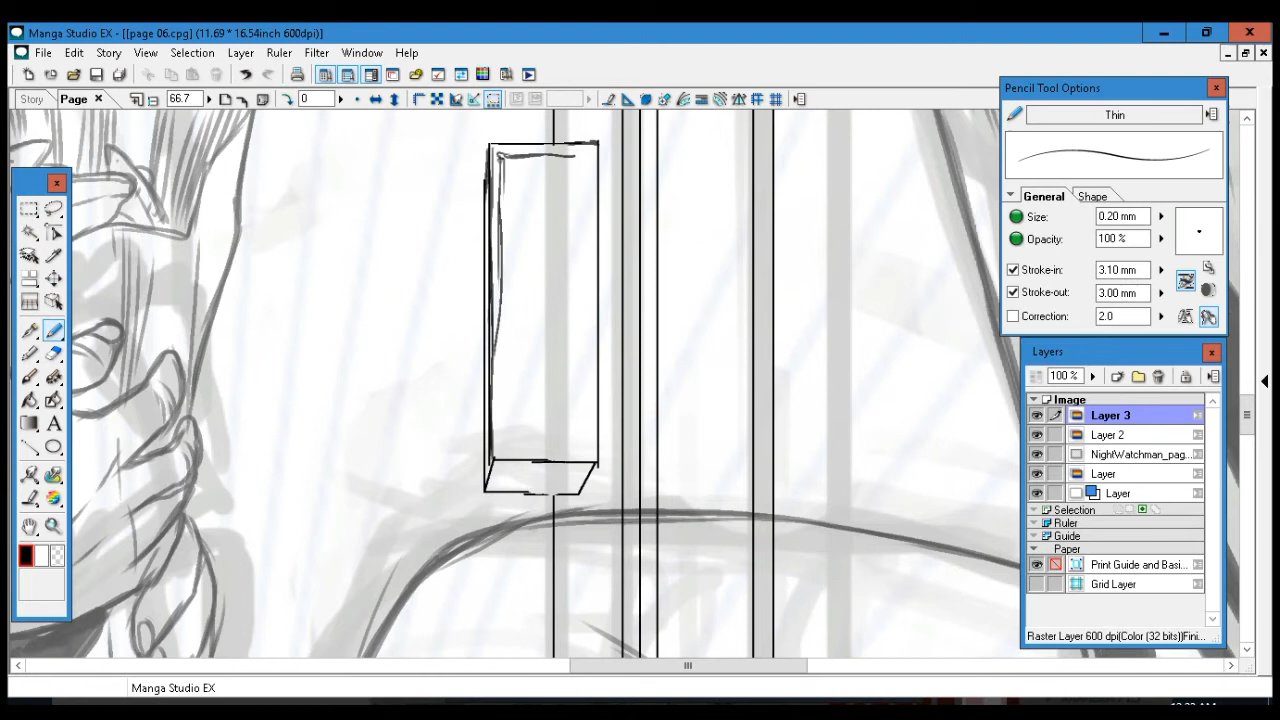 Manga Studio EX - [[page 06.cpg] (11.69 * 16.54inch 600dpi)]
File Edit Story View Selection Layer Ruler Filter Window Help
Story Page 66.7 0
Pencil Tool Options
Thin
General Shape
Size: 0.20 mm
Opacity: 100 %
Stroke-in: 3.10 mm
Stroke-out: 3.00 mm
Correction: 2.0
Layers
100 %
Image
Layer 3
Layer 2
NightWatchman_pag...
Layer
Layer
Selection
Ruler
Guide
Paper
Print Guide and Basi...
Grid Layer
Raster Layer 600 dpi(Color (32 bits))Fini...
Manga Studio EX